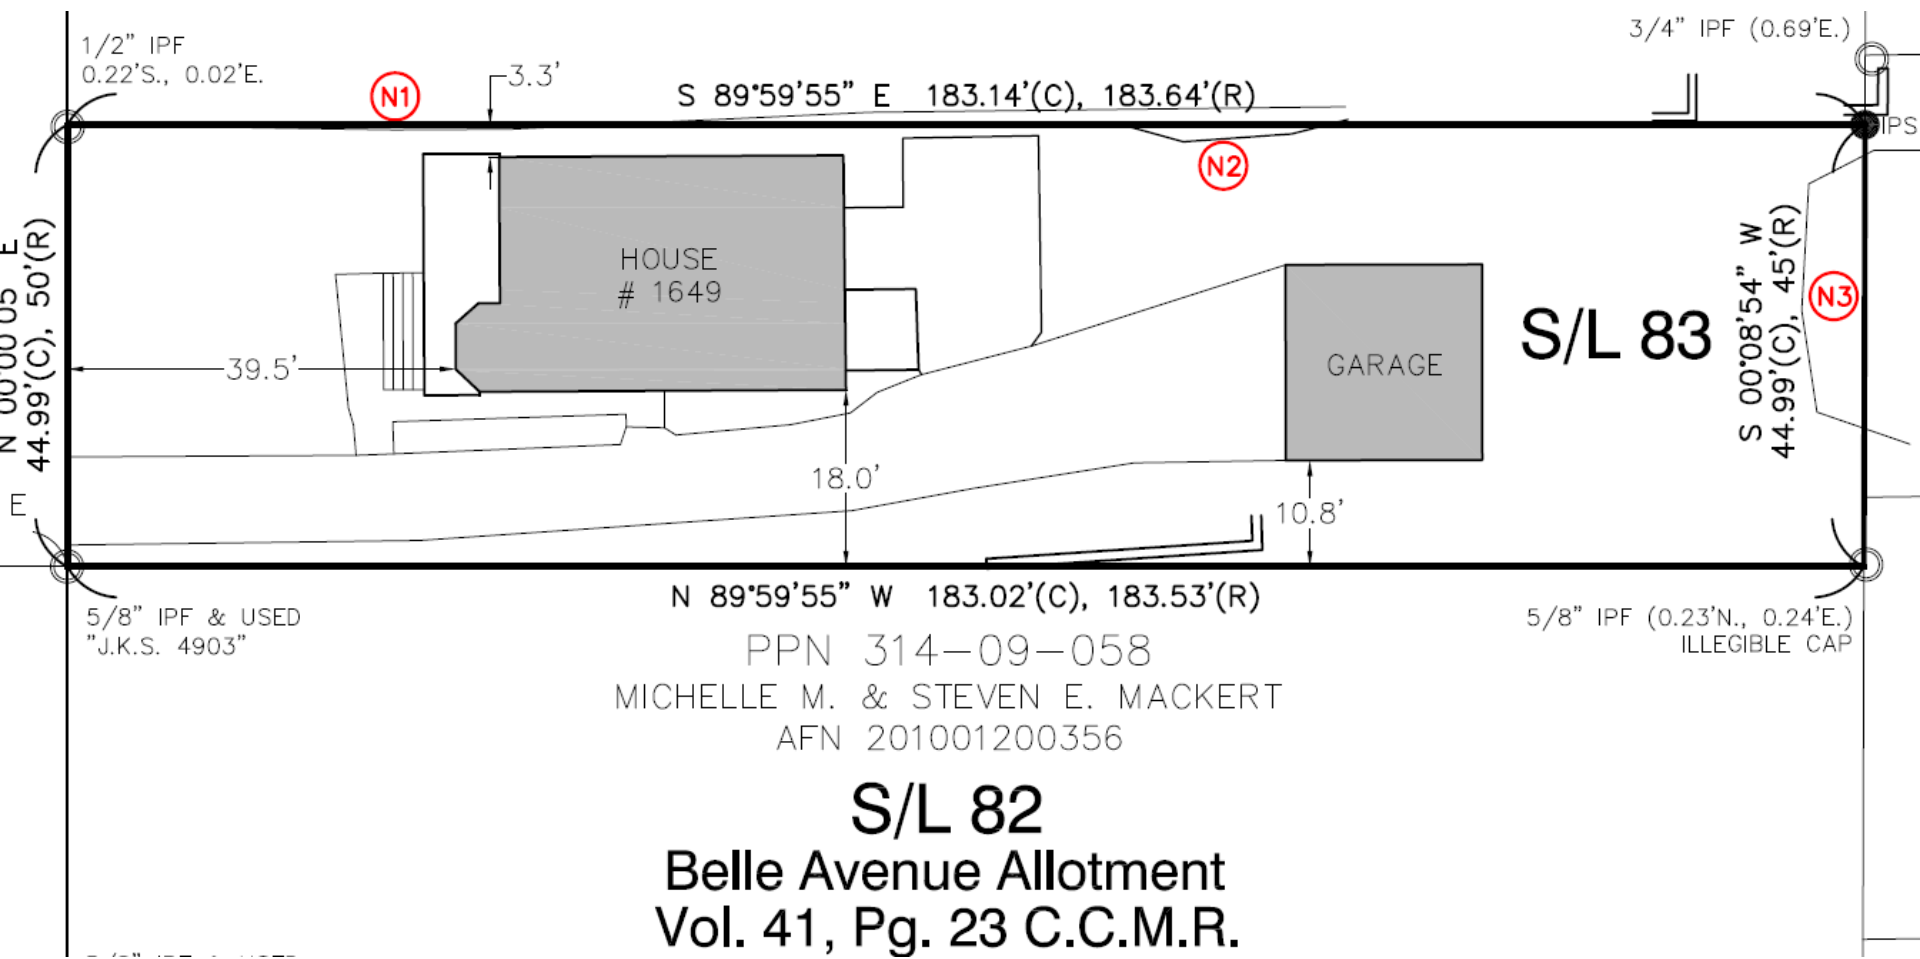 1/2" IPF
0.22'S., 0.02'E.
N1
3.3'
S 89°59'55" E 183.14'(C), 183.64'(R)
3/4" IPF (0.69'E.)
IPS
N2
N 00°00'05" E
44.99'(C), 50'(R)
HOUSE
# 1649
39.5'
GARAGE
S/L 83
S 00°08'54" W
44.99'(C), 45'(R)
N3
18.0'
10.8'
E
N 89°59'55" W 183.02'(C), 183.53'(R)
5/8" IPF & USED
"J.K.S. 4903"
5/8" IPF (0.23'N., 0.24'E.)
ILLEGIBLE CAP
PPN 314-09-058
MICHELLE M. & STEVEN E. MACKERT
AFN 201001200356
S/L 82
Belle Avenue Allotment
Vol. 41, Pg. 23 C.C.M.R.